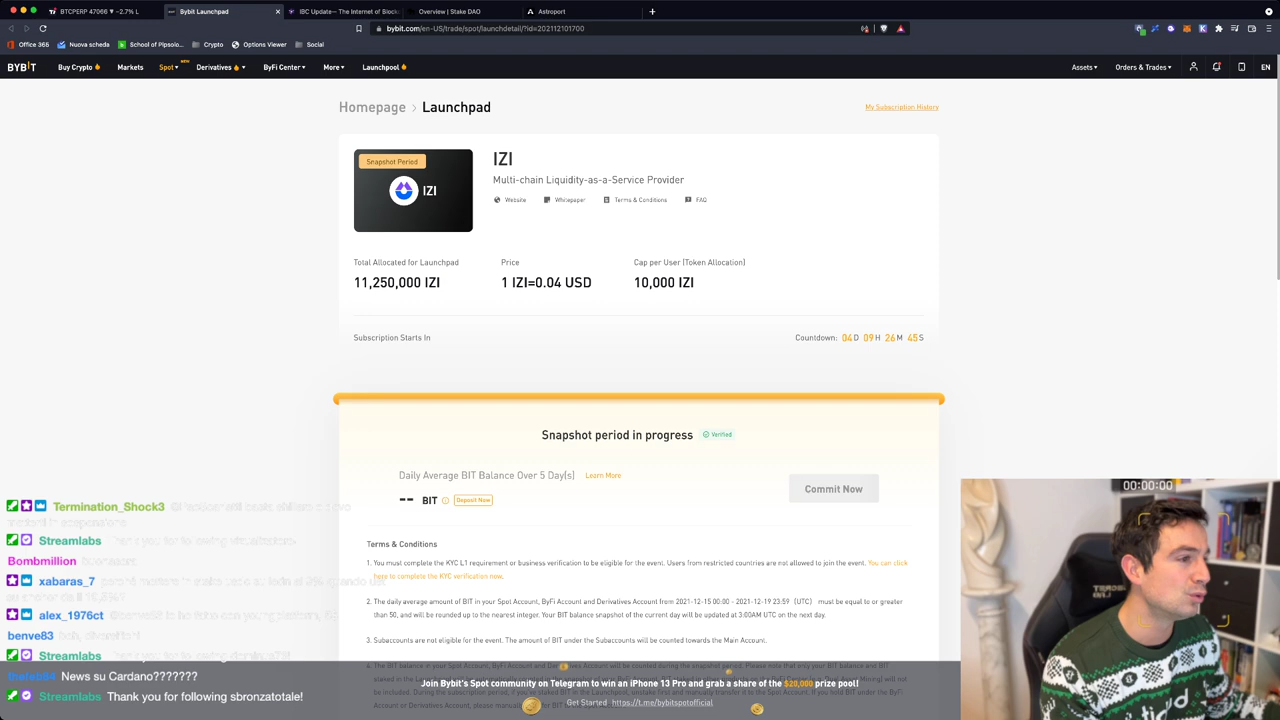 BTCPERP 47066 ▼ −2.7% L
Bybit Launchpad
IBC Update— The Internet of Block
Overview | Stake DAO
Astroport
bybit.com/en-US/trade/spot/launchdetail/?id=202112101700
Office 365
Nuova scheda
School of Pipsolo...
Crypto
Options Viewer
Social
BYBIT
Buy Crypto
Markets
Spot
NEW
Derivatives
ByFi Center
More
Launchpool
Assets
Orders & Trades
EN
Homepage > Launchpad
My Subscription History
Snapshot Period
IZI
IZI
Multi-chain Liquidity-as-a-Service Provider
Website
Whitepaper
Terms & Conditions
FAQ
Total Allocated for Launchpad
Price
Cap per User (Token Allocation)
11,250,000 IZI
1 IZI=0.04 USD
10,000 IZI
Subscription Starts In
Countdown: 04D 09H 26M 45S
Snapshot period in progress
Verified
Daily Average BIT Balance Over 5 Day(s)
Learn More
-- BIT
Deposit Now
Commit Now
Terms & Conditions
1. You must complete the KYC L1 requirement or business verification to be eligible for the event. Users from restricted countries are not allowed to join the event. You can click
here to complete the KYC verification now.
2. The daily average amount of BIT in your Spot Account, ByFi Account and Derivatives Account from 2021-12-15 00:00 - 2021-12-19 23:59 (UTC) must be equal to or greater
than 50, and will be rounded up to the nearest integer. Your BIT balance snapshot of the current day will be updated at 3:00AM UTC on the next day.
3. Subaccounts are not eligible for the event. The amount of BIT under the Subaccounts will be counted towards the Main Account.
Join Bybit's Spot community on Telegram to win an iPhone 13 Pro and grab a share of the $20,000 prize pool!
Get Started https://t.me/bybitspotofficial
Termination_Shock3
Streamlabs
Bombmillion
xabaras_7
alex_1976ct
benve83
Streamlabs
News su Cardano???????
Streamlabs Thank you for following sbronzatotale!
00:00:00